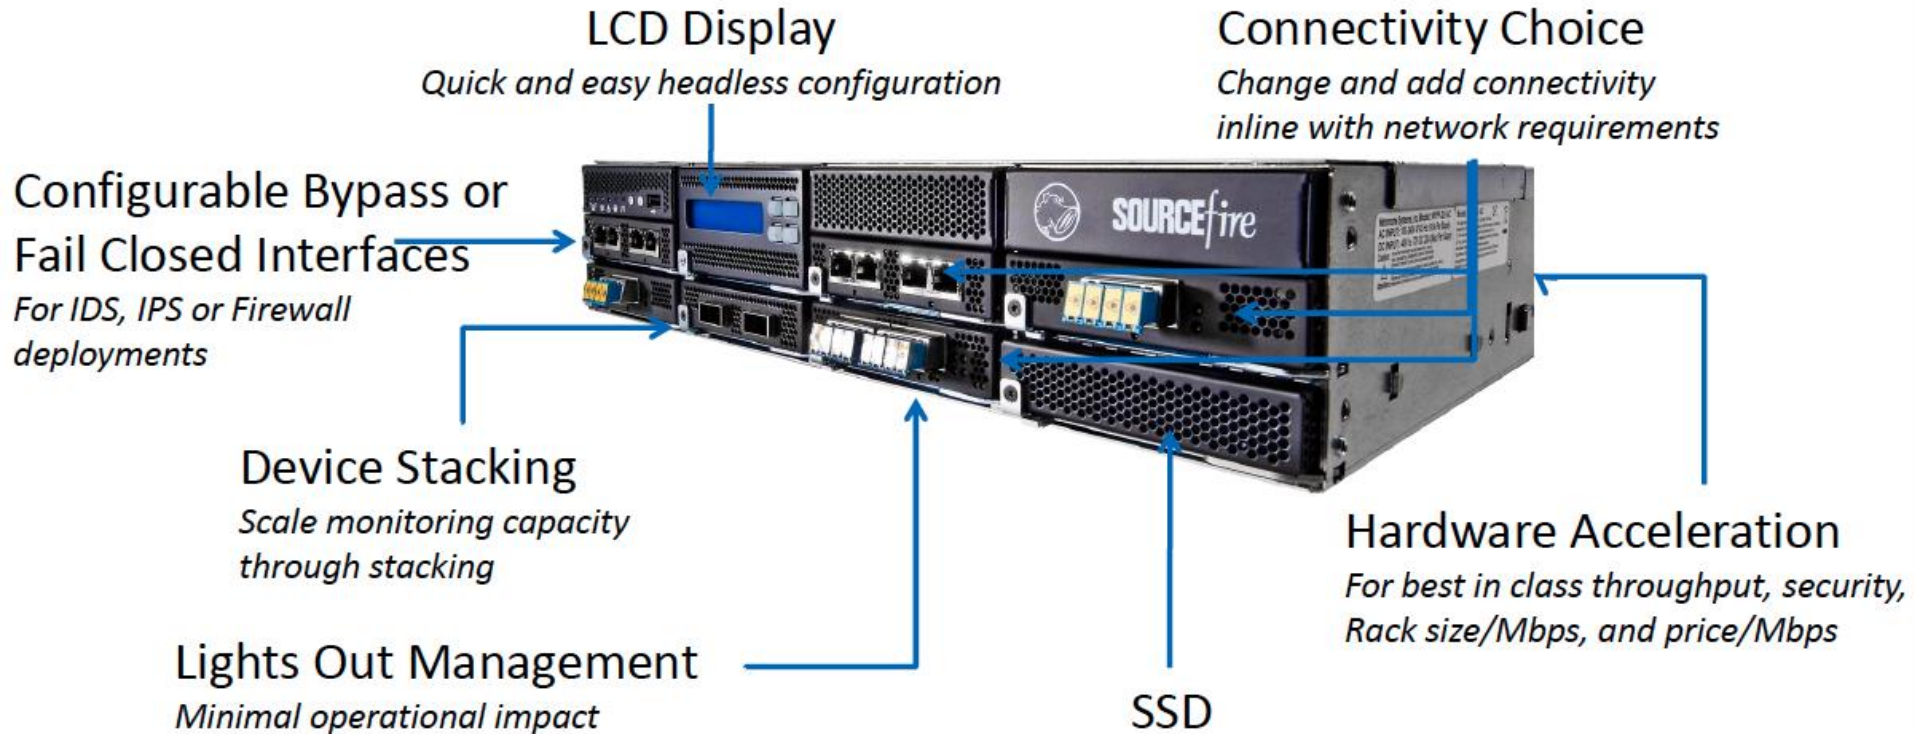 LCD Display
Quick and easy headless configuration
Connectivity Choice
Change and add connectivity
inline with network requirements
Configurable Bypass or
Fail Closed Interfaces
For IDS, IPS or Firewall
deployments
SOURCEfire
Device Stacking
Scale monitoring capacity
through stacking
Hardware Acceleration
For best in class throughput, security,
Rack size/Mbps, and price/Mbps
Lights Out Management
Minimal operational impact
SSD